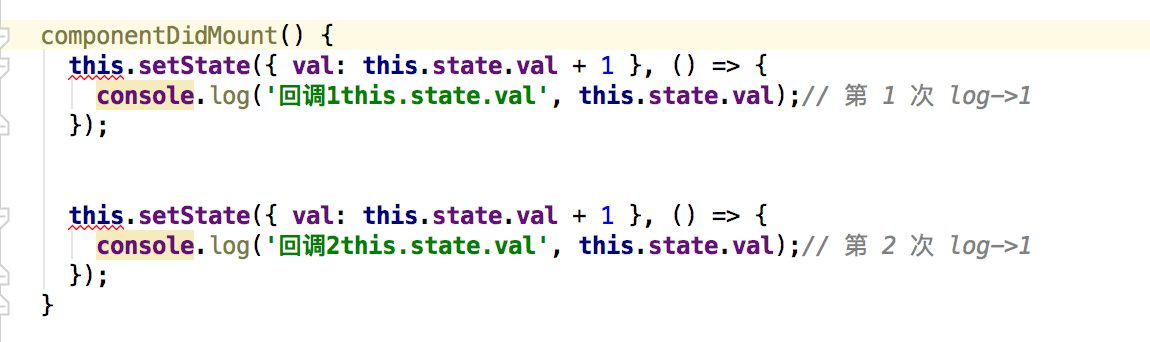 componentDidMount() {
this.setState({ val: this.state.val + 1 }, () => {
console.log('回调1this.state.val', this.state.val);// 第 1 次 log->1
});
this.setState({ val: this.state.val + 1 }, () => {
console.log('回调2this.state.val', this.state.val);// 第 2 次 log->1
});
}